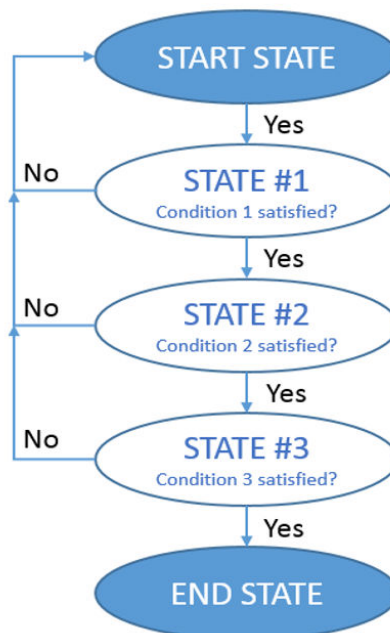 START STATE
Yes
No
STATE #1
Condition 1 satisfied?
Yes
No
STATE #2
Condition 2 satisfied?
Yes
No
STATE #3
Condition 3 satisfied?
Yes
END STATE